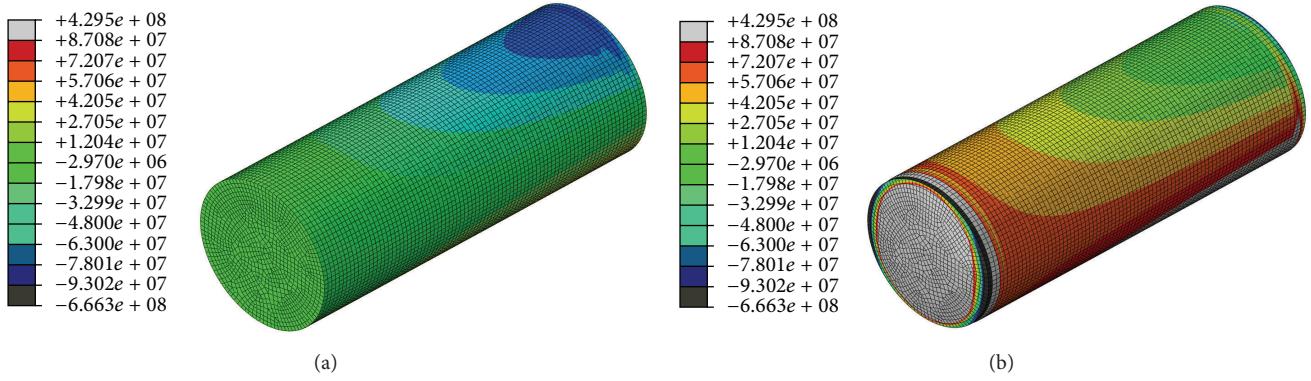 +4.295e + 08
+8.708e + 07
+7.207e + 07
+5.706e + 07
+4.205e + 07
+2.705e + 07
+1.204e + 07
−2.970e + 06
−1.798e + 07
−3.299e + 07
−4.800e + 07
−6.300e + 07
−7.801e + 07
−9.302e + 07
−6.663e + 08
(a)
+4.295e + 08
+8.708e + 07
+7.207e + 07
+5.706e + 07
+4.205e + 07
+2.705e + 07
+1.204e + 07
−2.970e + 06
−1.798e + 07
−3.299e + 07
−4.800e + 07
−6.300e + 07
−7.801e + 07
−9.302e + 07
−6.663e + 08
(b)